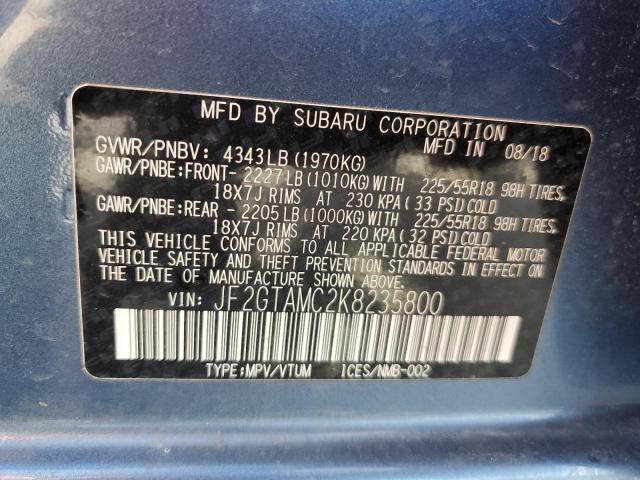 MFD BY SUBARU CORPORATION
GVWR/PNBV: 4343LB(1970KG) MFD IN 08/18
GAWR/PNBE:FRONT- 2227LB(1010KG)WITH 225/55R18 98H TIRES,
18X7J RIMS AT 230 KPA(33 PSI)COLD
GAWR/PNBE:REAR - 2205LB(1000KG)WITH 225/55R18 98H TIRES,
18X7J RIMS AT 220 KPA(32 PSI)COLD
THIS VEHICLE CONFORMS TO ALL APPLICABLE FEDERAL MOTOR
VEHICLE SAFETY AND THEFT PREVENTION STANDARDS IN EFFECT ON
THE DATE OF MANUFACTURE SHOWN ABOVE.
VIN: JF2GTAMC2K8235800
TYPE:MPV/VTUM ICES/NMB-002